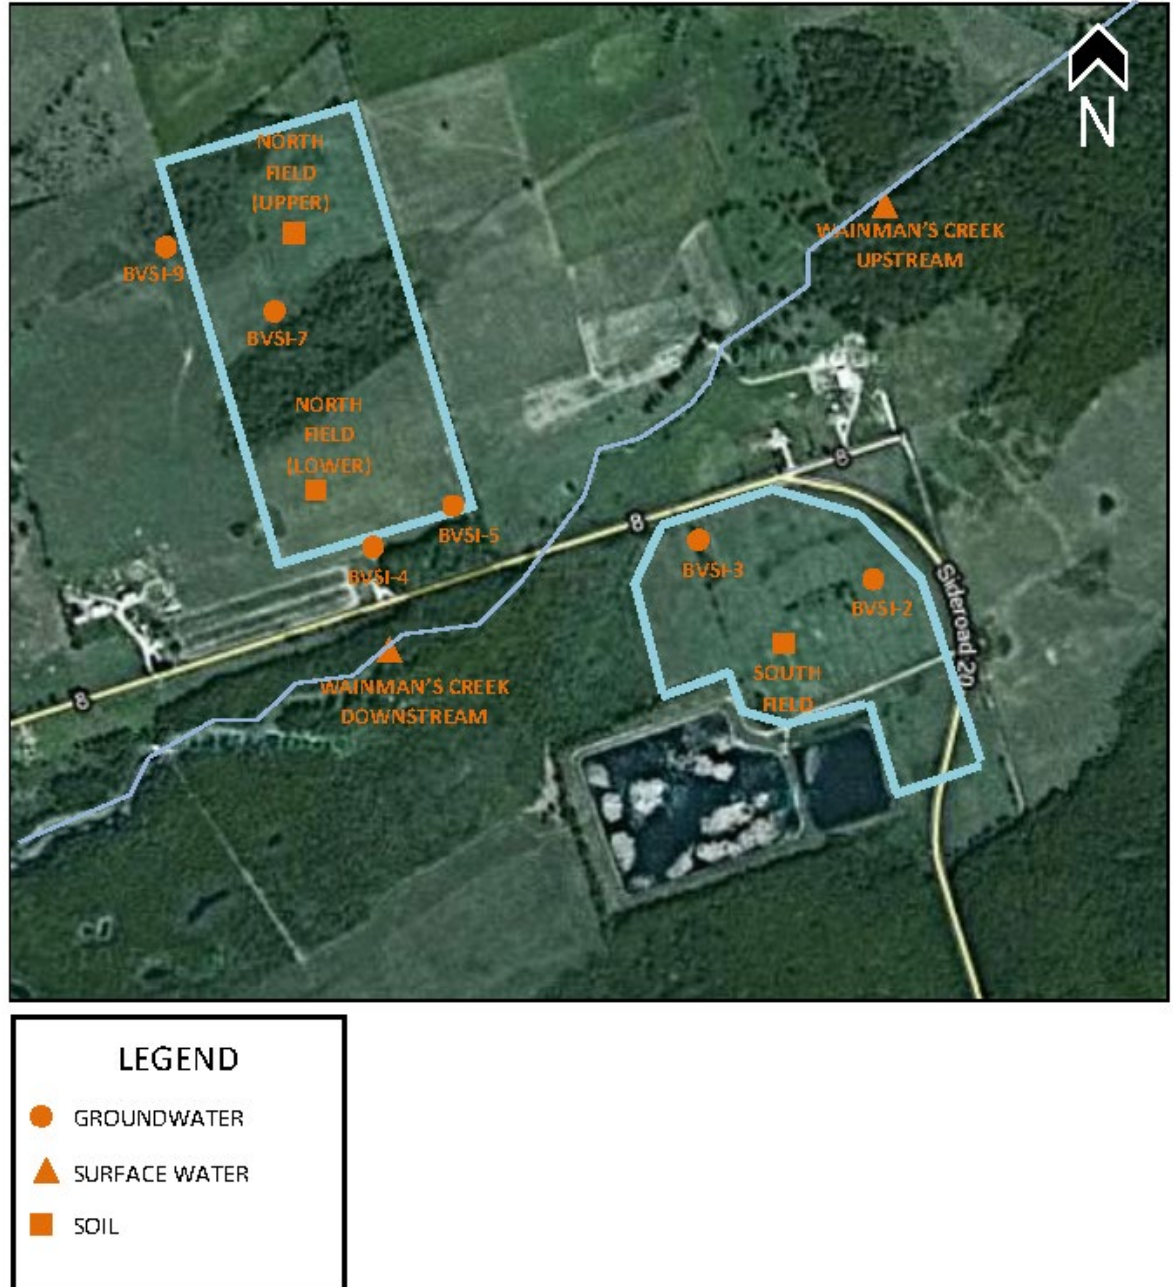 N
NORTH
FIELD
(UPPER)
WAINMAN'S CREEK
UPSTREAM
BVSI-9
BVSI-7
NORTH
FIELD
(LOWER)
8
8
BVSI-5
BVSI-3
BVSI-4
BVSI-2
Sideroad 20
SOUTH
FIELD
WAINMAN'S CREEK
DOWNSTREAM
8
LEGEND
GROUNDWATER
SURFACE WATER
SOIL